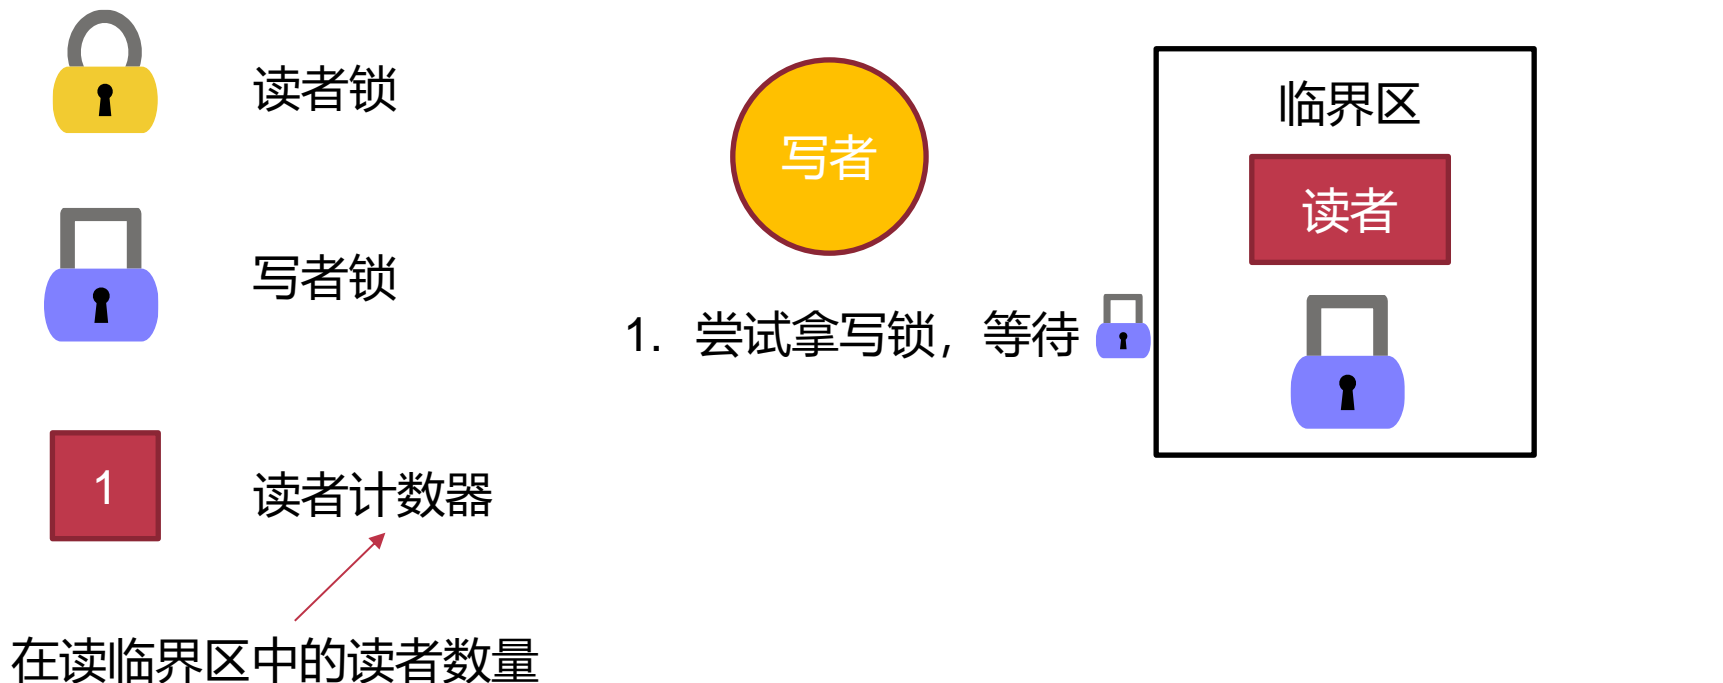 读者锁
写者锁
1
读者计数器
在读临界区中的读者数量
写者
1. 尝试拿写锁，等待
临界区
读者